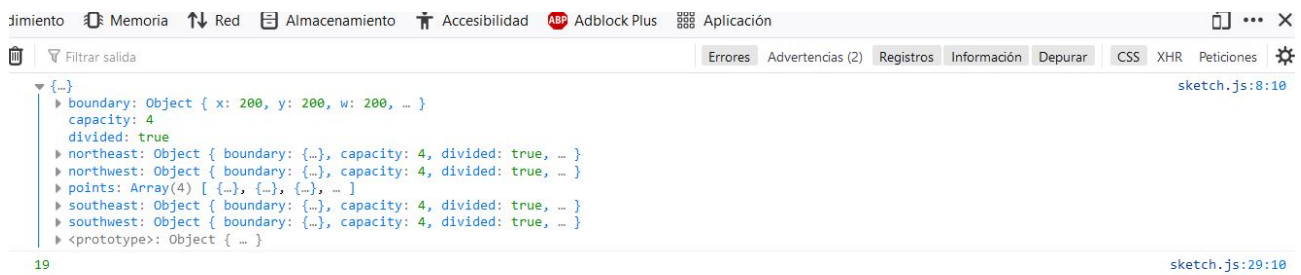 dimiento Memoria Red Almacenamiento Accesibilidad ABP Adblock Plus Aplicación
Filtrar salida Errores Advertencias (2) Registros Información Depurar CSS XHR Peticiones
{…} sketch.js:8:10
boundary: Object { x: 200, y: 200, w: 200, … }
capacity: 4
divided: true
northeast: Object { boundary: {…}, capacity: 4, divided: true, … }
northwest: Object { boundary: {…}, capacity: 4, divided: true, … }
points: Array(4) [ {…}, {…}, {…}, … ]
southeast: Object { boundary: {…}, capacity: 4, divided: true, … }
southwest: Object { boundary: {…}, capacity: 4, divided: true, … }
<prototype>: Object { … }
19 sketch.js:29:10